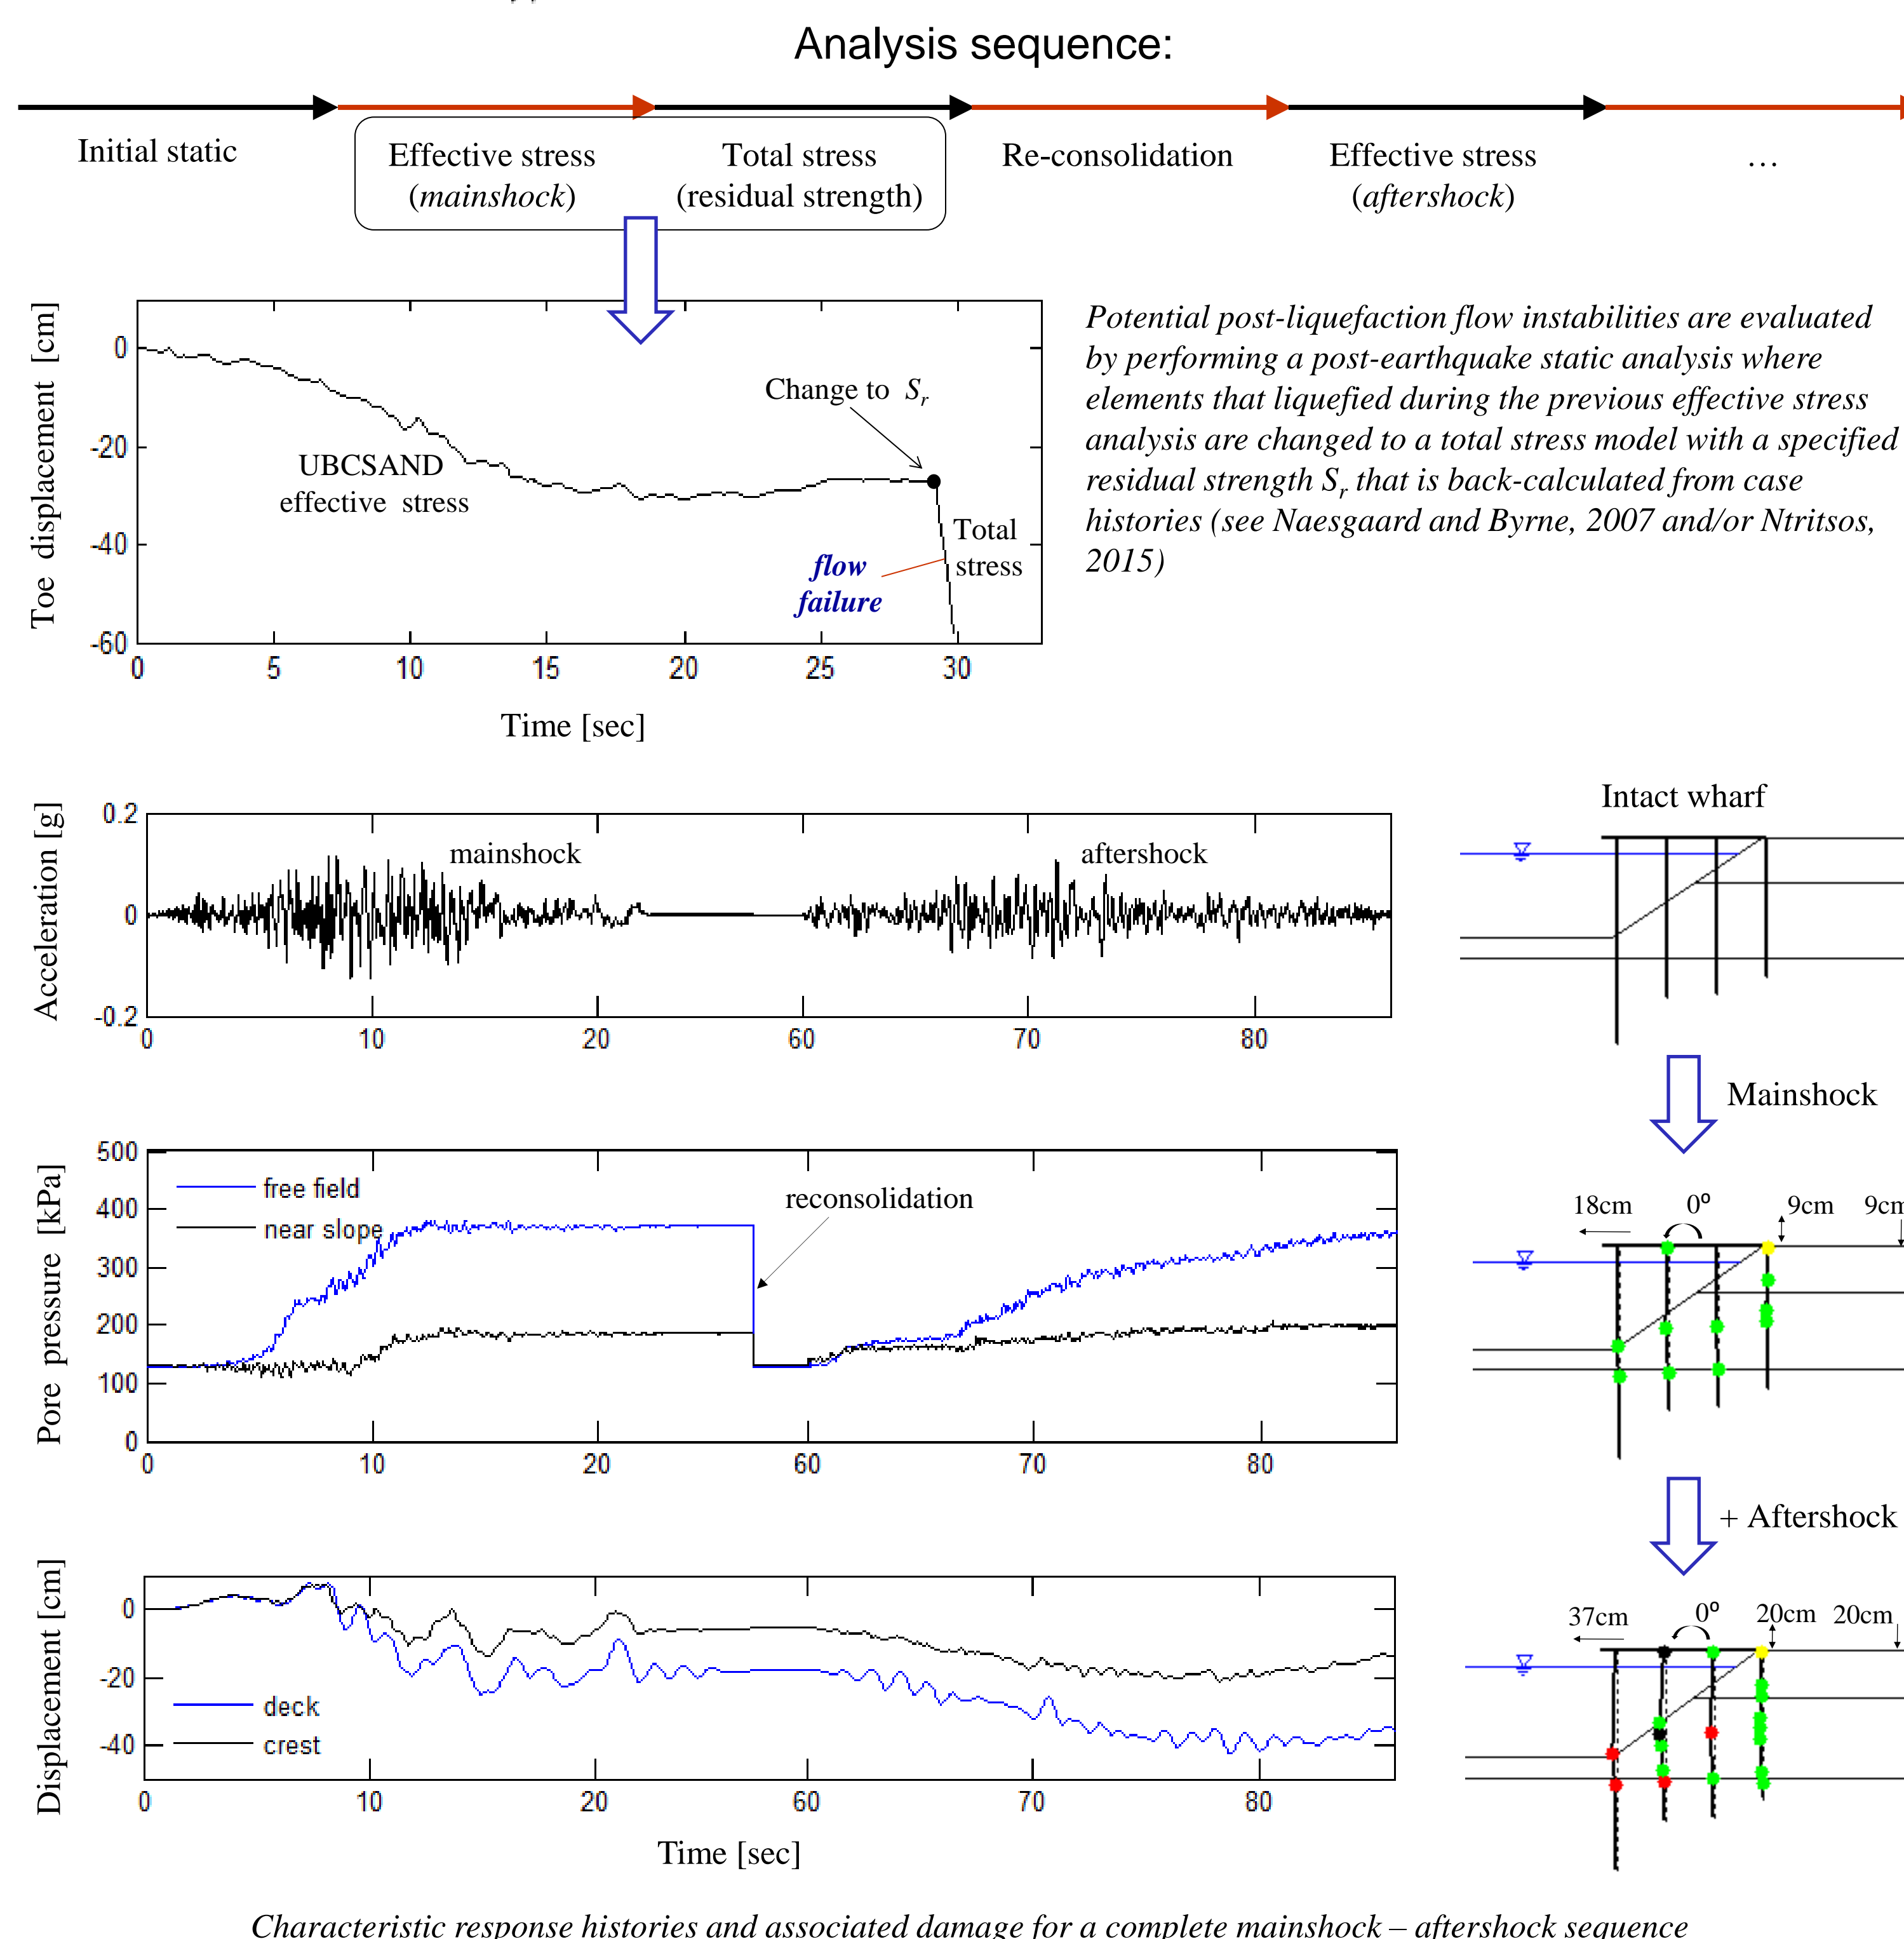 Analysis sequence:
Initial static
Effective stress
(mainshock)
Total stress
(residual strength)
Re-consolidation
Effective stress
(aftershock)
…
Toe displacement [cm]
0
-20
-40
-60
0 5 10 15 20 25 30
Time [sec]
UBCSAND
effective stress
Change to Sr
Total
stress
flow
failure
Potential post-liquefaction flow instabilities are evaluated
by performing a post-earthquake static analysis where
elements that liquefied during the previous effective stress
analysis are changed to a total stress model with a specified
residual strength Sr that is back-calculated from case
histories (see Naesgaard and Byrne, 2007 and/or Ntritsos,
2015)
Acceleration [g]
0.2
0
-0.2
mainshock
aftershock
0 10 20 60 70 80
Intact wharf
Mainshock
Pore pressure [kPa]
500
400
300
200
100
0
free field
near slope
reconsolidation
0 10 20 60 70 80
18cm 0º 9cm 9cm
+ Aftershock
Displacement [cm]
0
-20
-40
deck
crest
0 10 20 60 70 80
Time [sec]
37cm 0º 20cm 20cm
Characteristic response histories and associated damage for a complete mainshock – aftershock sequence